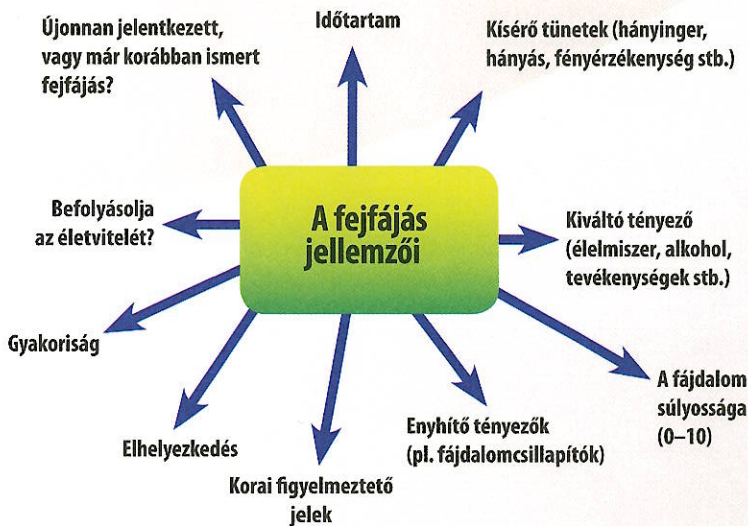 Újonnan jelentkezett,
vagy már korábban ismert
fejfájás?
Időtartam
Kísérő tünetek (hányinger,
hányás, fényérzékenység stb.)
Befolyásolja
az életvitelét?
A fejfájás
jellemzői
Kiváltó tényező
(élelmiszer, alkohol,
tevékenységek stb.)
Gyakoriság
Elhelyezkedés
Korai figyelmeztető
jelek
Enyhítő tényezők
(pl. fájdalomcsillapítók)
A fájdalom
súlyossága
(0–10)